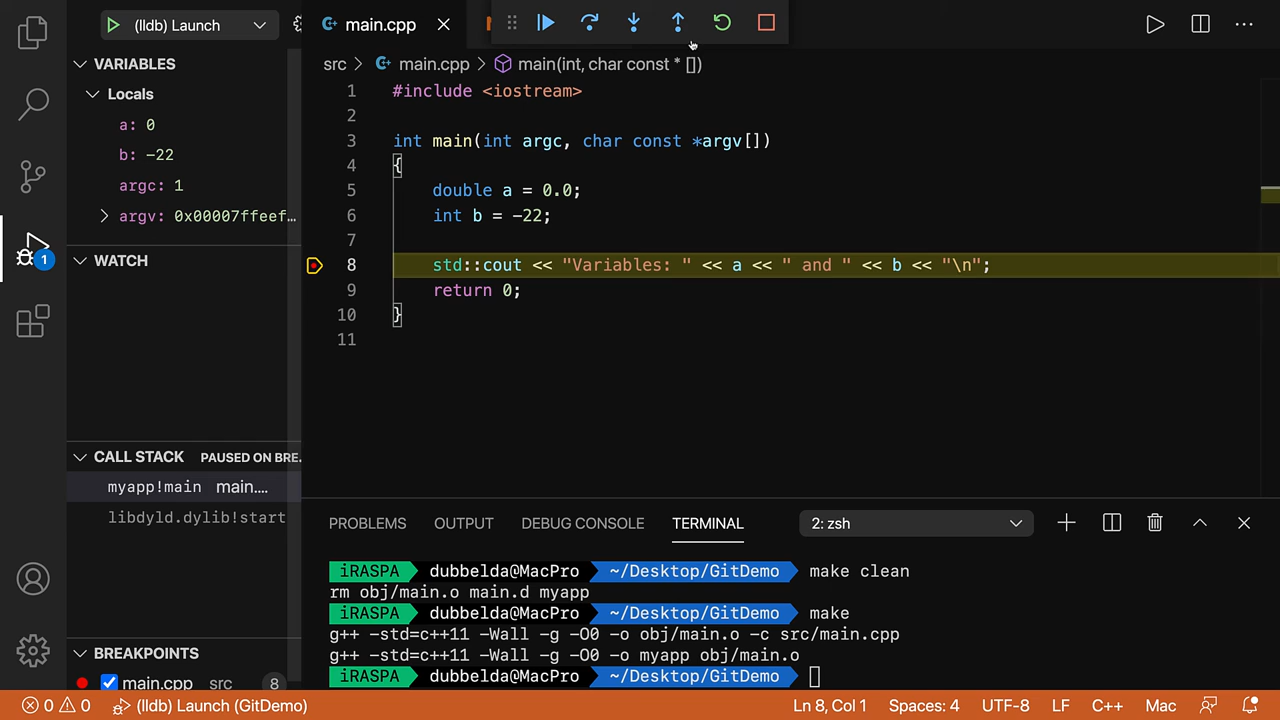 (lldb) Launch
main.cpp
VARIABLES
Locals
a: 0
b: -22
argc: 1
argv: 0x00007ffeef…
WATCH
CALL STACK PAUSED ON BRE.
myapp!main main.…
libdyld.dylib!start
BREAKPOINTS
main.cpp src 8
src > main.cpp > main(int, char const * [])
1 #include <iostream>
2
3 int main(int argc, char const *argv[])
4 {
5 double a = 0.0;
6 int b = -22;
7
8 std::cout << "Variables: " << a << " and " << b << "\n";
9 return 0;
10 }
11
1
PROBLEMS OUTPUT DEBUG CONSOLE TERMINAL 2: zsh
iRASPA dubbelda@MacPro ~/Desktop/GitDemo make clean
rm obj/main.o main.d myapp
iRASPA dubbelda@MacPro ~/Desktop/GitDemo make
g++ -std=c++11 -Wall -g -O0 -o obj/main.o -c src/main.cpp
g++ -std=c++11 -Wall -g -O0 -o myapp obj/main.o
iRASPA dubbelda@MacPro ~/Desktop/GitDemo
0 0 (lldb) Launch (GitDemo) Ln 8, Col 1 Spaces: 4 UTF-8 LF C++ Mac